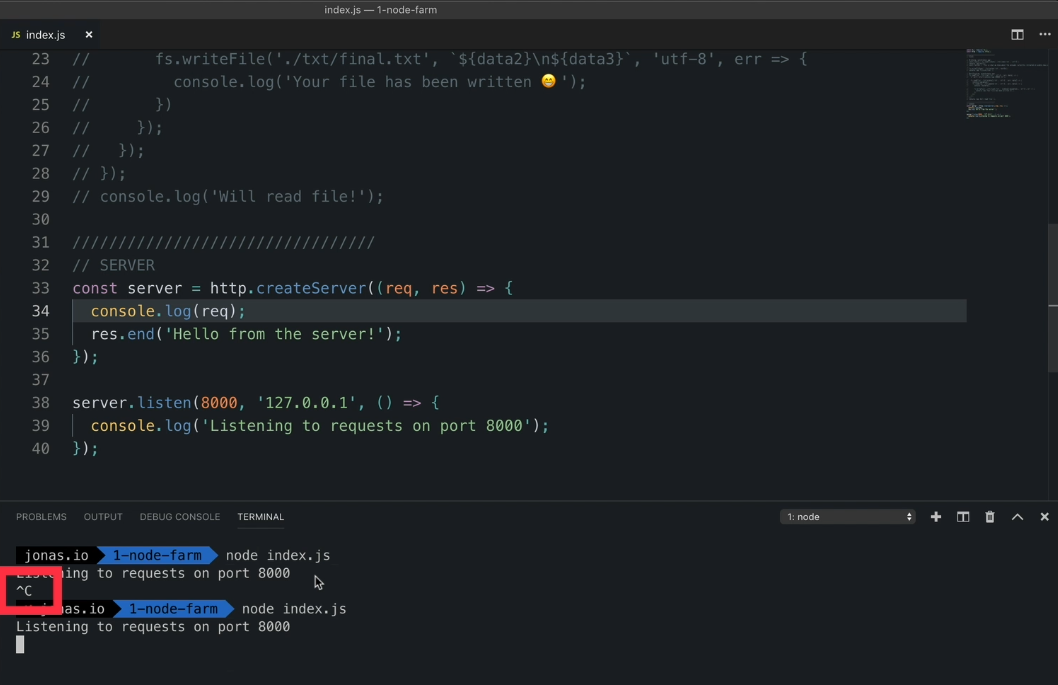 index.js — 1-node-farm
JS index.js ×
23 //       fs.writeFile('./txt/final.txt', `${data2}\n${data3}`, 'utf-8', err => {
24 //         console.log('Your file has been written 😁');
25 //       })
26 //     });
27 //   });
28 // });
29 // console.log('Will read file!');
30
31 /////////////////////////////////
32 // SERVER
33 const server = http.createServer((req, res) => {
34   console.log(req);
35   res.end('Hello from the server!');
36 });
37
38 server.listen(8000, '127.0.0.1', () => {
39   console.log('Listening to requests on port 8000');
40 });
PROBLEMS OUTPUT DEBUG CONSOLE TERMINAL 1: node
jonas.io 1-node-farm node index.js
Listening to requests on port 8000
^C
jonas.io 1-node-farm node index.js
Listening to requests on port 8000